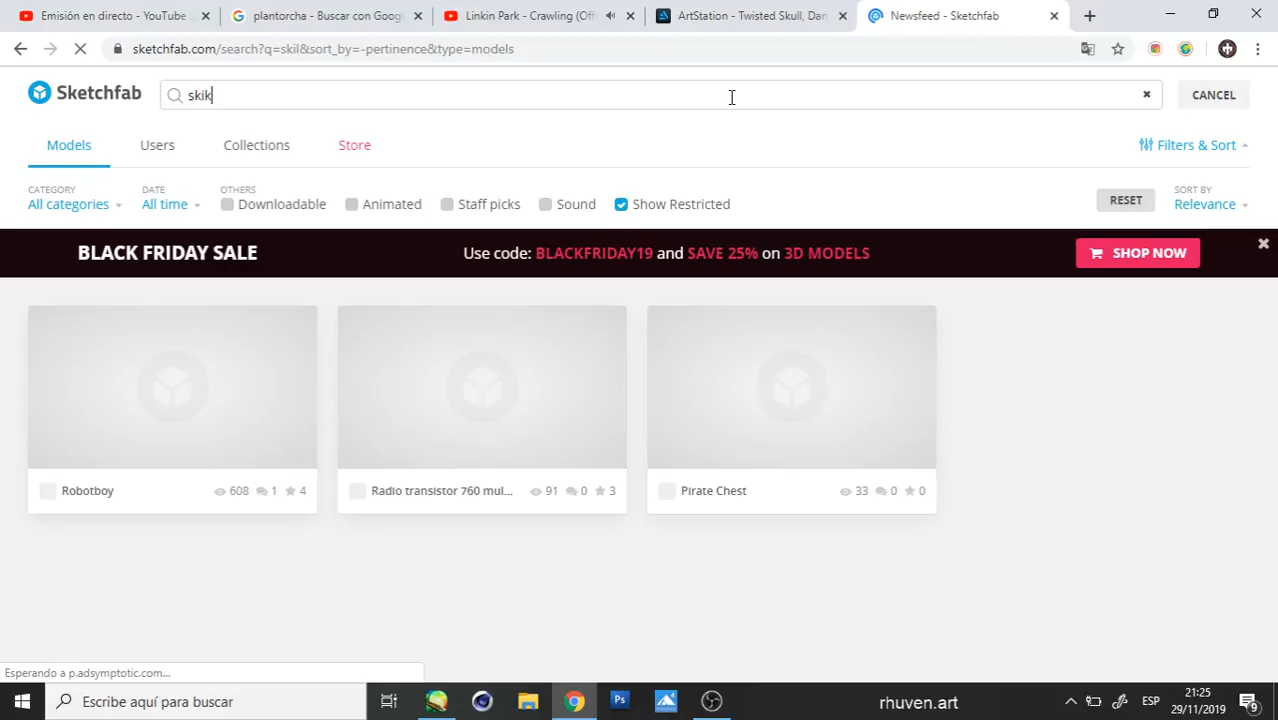 Emisión en directo - YouTube
plantorcha - Buscar con Goog
Linkin Park - Crawling (Offi
ArtStation - Twisted Skull, Dan
Newsfeed - Sketchfab
sketchfab.com/search?q=skil&sort_by=-pertinence&type=models
Sketchfab
skik
CANCEL
Models
Users
Collections
Store
Filters & Sort
CATEGORY
All categories
DATE
All time
OTHERS
Downloadable
Animated
Staff picks
Sound
Show Restricted
RESET
SORT BY
Relevance
BLACK FRIDAY SALE
Use code: BLACKFRIDAY19 and SAVE 25% on 3D MODELS
SHOP NOW
Robotboy
608
1
4
Radio transistor 760 mul...
91
0
3
Pirate Chest
33
0
0
Esperando a p.adsymptotic.com...
Escribe aquí para buscar
Ps
rhuven.art
ESP
21:25
29/11/2019
9